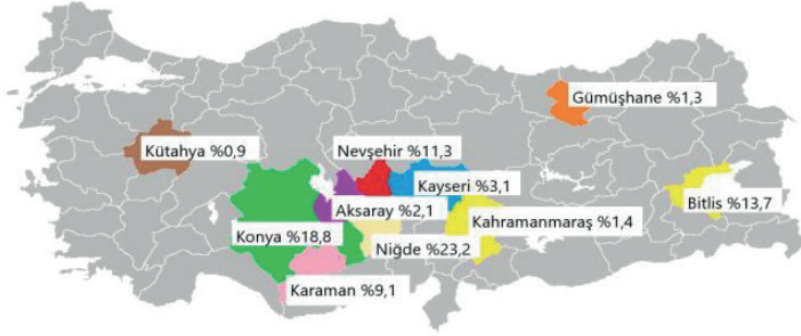 Gümüşhane %1,3
Kütahya %0,9
Nevşehir %11,3
Kayseri %3,1
Bitlis %13,7
Aksaray %2,1
Kahramanmaraş %1,4
Konya %18,8
Niğde %23,2
Karaman %9,1